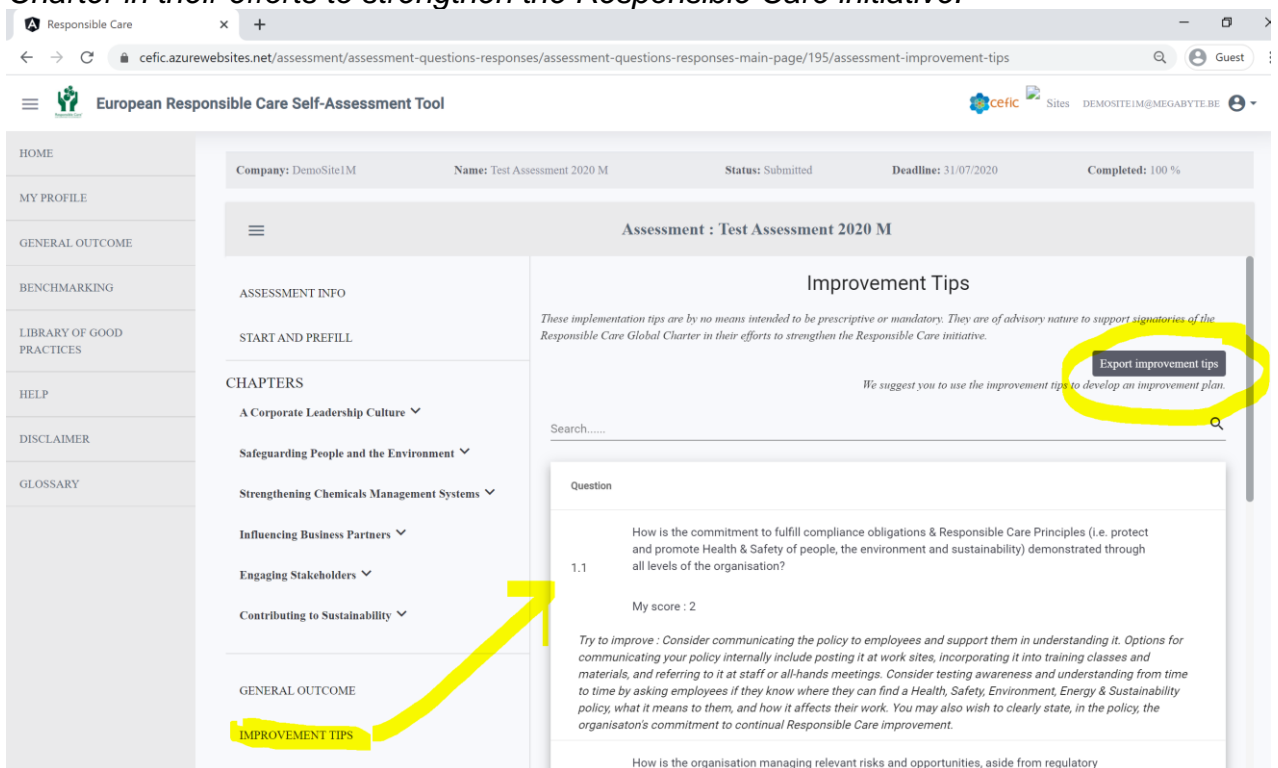 Charter in their efforts to strengthen the Responsible Care initiative.
Responsible Care
cefic.azurewebsites.net/assessment/assessment-questions-responses/assessment-questions-responses-main-page/195/assessment-improvement-tips
Guest
European Responsible Care Self-Assessment Tool
cefic
Sites
DEMOSITE1M@MEGABYTE.BE
HOME
MY PROFILE
GENERAL OUTCOME
BENCHMARKING
LIBRARY OF GOOD
PRACTICES
HELP
DISCLAIMER
GLOSSARY
Company: DemoSite1M
Name: Test Assessment 2020 M
Status: Submitted
Deadline: 31/07/2020
Completed: 100 %
Assessment : Test Assessment 2020 M
ASSESSMENT INFO
START AND PREFILL
CHAPTERS
A Corporate Leadership Culture
Safeguarding People and the Environment
Strengthening Chemicals Management Systems
Influencing Business Partners
Engaging Stakeholders
Contributing to Sustainability
GENERAL OUTCOME
IMPROVEMENT TIPS
Improvement Tips
These implementation tips are by no means intended to be prescriptive or mandatory. They are of advisory nature to support signatories of the
Responsible Care Global Charter in their efforts to strengthen the Responsible Care initiative.
Export improvement tips
We suggest you to use the improvement tips to develop an improvement plan.
Search......
Question
How is the commitment to fulfill compliance obligations & Responsible Care Principles (i.e. protect
and promote Health & Safety of people, the environment and sustainability) demonstrated through
1.1 all levels of the organisation?
My score : 2
Try to improve : Consider communicating the policy to employees and support them in understanding it. Options for
communicating your policy internally include posting it at work sites, incorporating it into training classes and
materials, and referring to it at staff or all-hands meetings. Consider testing awareness and understanding from time
to time by asking employees if they know where they can find a Health, Safety, Environment, Energy & Sustainability
policy, what it means to them, and how it affects their work. You may also wish to clearly state, in the policy, the
organisaton's commitment to continual Responsible Care improvement.
How is the organisation managing relevant risks and opportunities, aside from regulatory